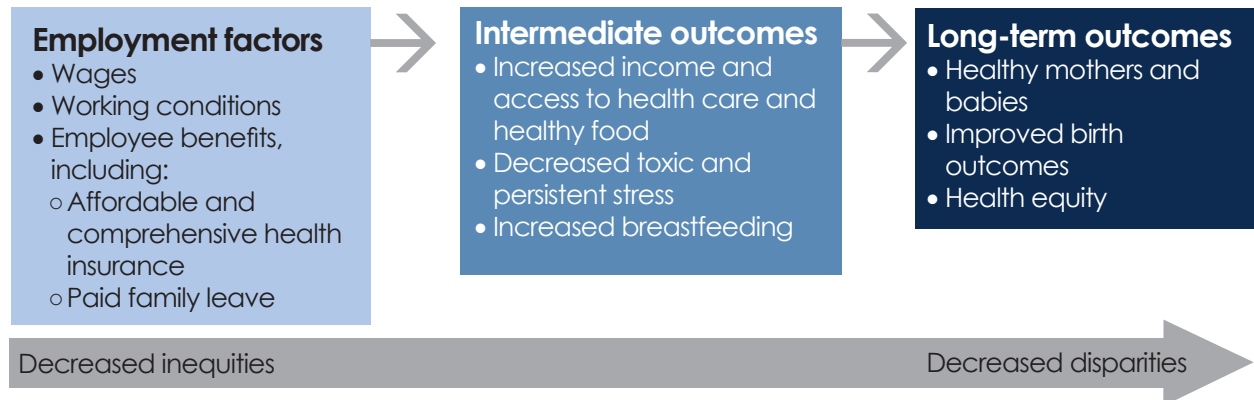 Employment factors
• Wages
• Working conditions
• Employee benefits,
including:
○ Affordable and
comprehensive health
insurance
○ Paid family leave
Intermediate outcomes
• Increased income and
access to health care and
healthy food
• Decreased toxic and
persistent stress
• Increased breastfeeding
Long-term outcomes
• Healthy mothers and
babies
• Improved birth
outcomes
• Health equity
Decreased inequities
Decreased disparities